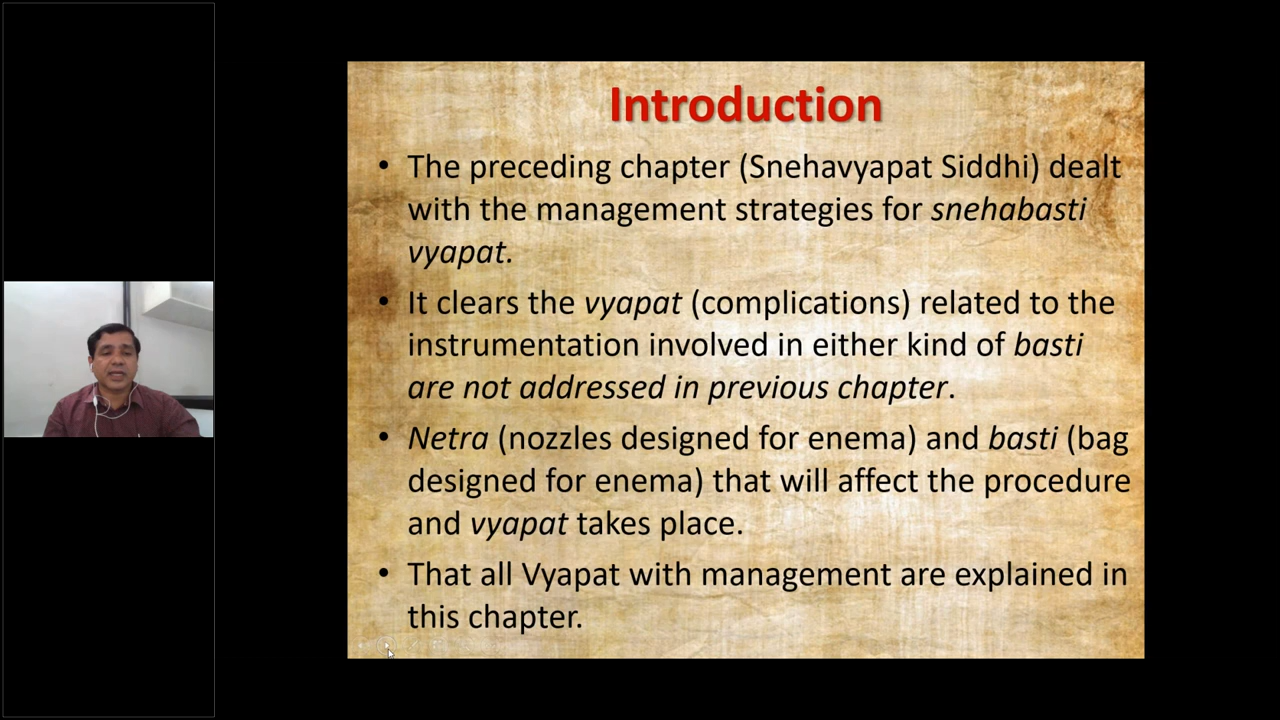 Introduction
• The preceding chapter (Snehavyapat Siddhi) dealt
with the management strategies for snehabasti
vyapat.
• It clears the vyapat (complications) related to the
instrumentation involved in either kind of basti
are not addressed in previous chapter.
• Netra (nozzles designed for enema) and basti (bag
designed for enema) that will affect the procedure
and vyapat takes place.
• That all Vyapat with management are explained in
this chapter.